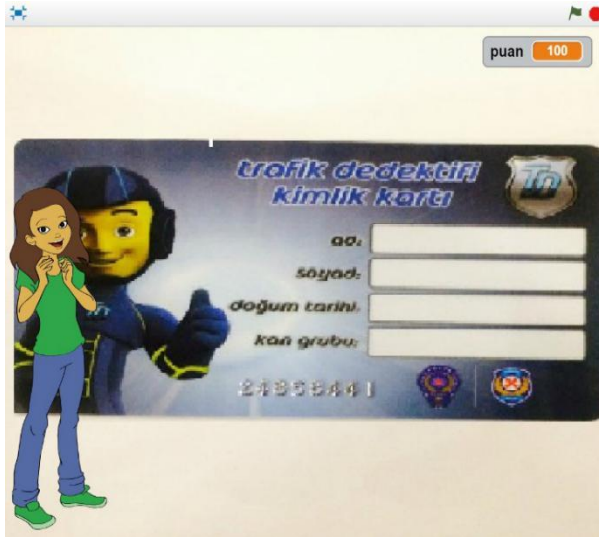 puan 100
trafik dedektifi
kimlik kartı
ad:
soyad:
doğum tarihi:
kan grubu: